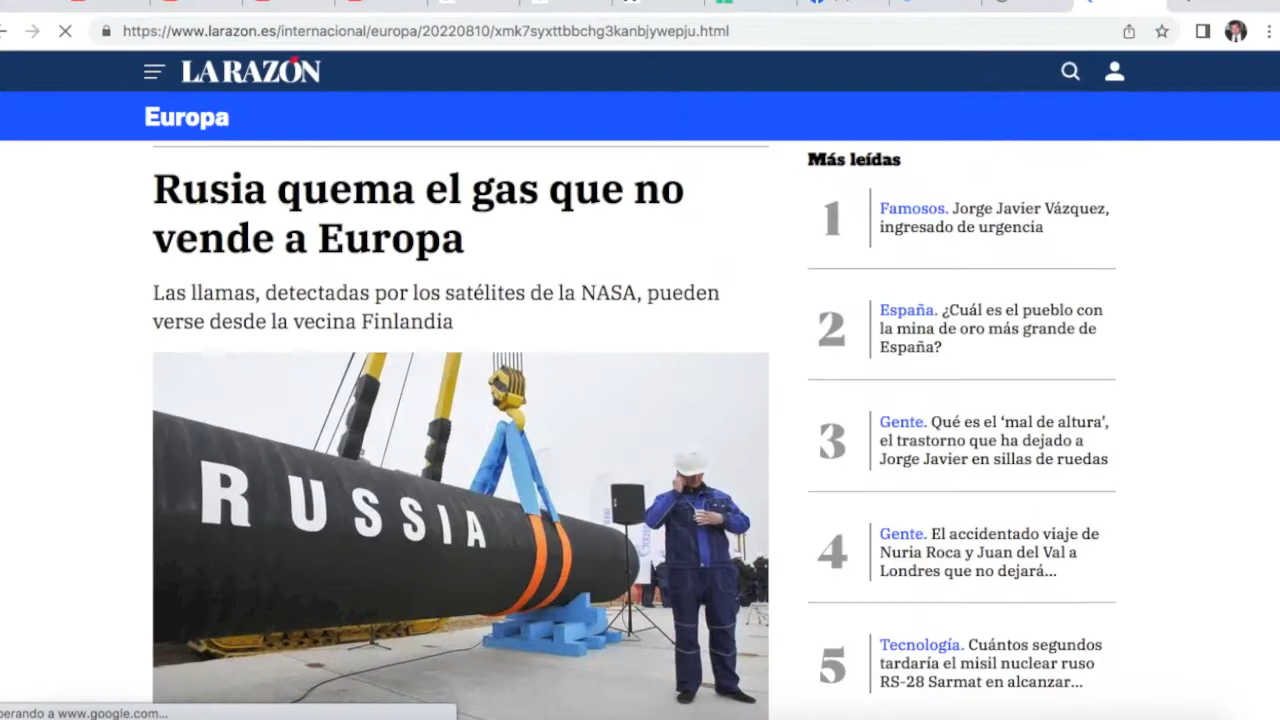 https://www.larazon.es/internacional/europa/20220810/xmk7syxttbbchg3kanbjywepju.html
LA RAZÓN
Europa
Rusia quema el gas que no
vende a Europa
Las llamas, detectadas por los satélites de la NASA, pueden
verse desde la vecina Finlandia
RUSSIA
Más leídas
1
Famosos. Jorge Javier Vázquez,
ingresado de urgencia
2
España. ¿Cuál es el pueblo con
la mina de oro más grande de
España?
3
Gente. Qué es el ‘mal de altura’,
el trastorno que ha dejado a
Jorge Javier en sillas de ruedas
4
Gente. El accidentado viaje de
Nuria Roca y Juan del Val a
Londres que no dejará...
5
Tecnología. Cuántos segundos
tardaría el misil nuclear ruso
RS-28 Sarmat en alcanzar...
perando a www.google.com...